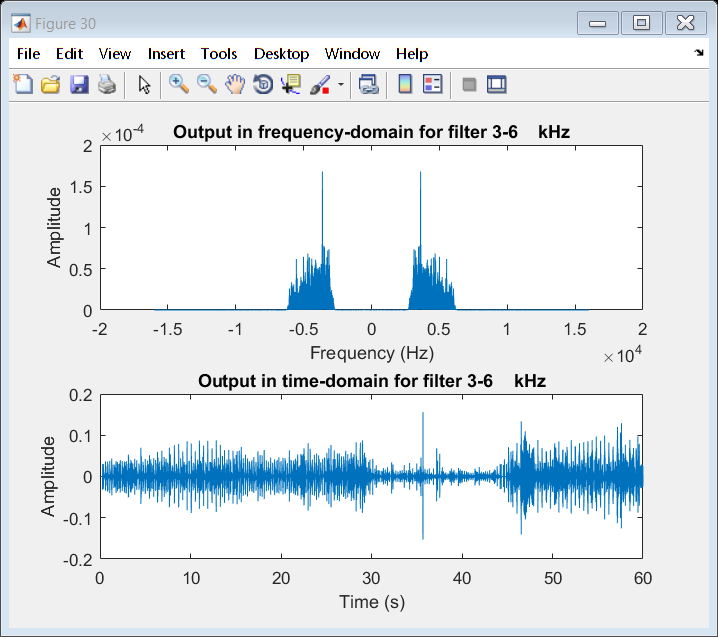 Figure 30
File Edit View Insert Tools Desktop Window Help
×10-4
Output in frequency-domain for filter 3-6 kHz
2
1.5
1
0.5
0
Amplitude
-2 -1.5 -1 -0.5 0 0.5 1 1.5 2
Frequency (Hz)
×10 4
Output in time-domain for filter 3-6 kHz
0.2
0.1
0
-0.1
-0.2
Amplitude
0 10 20 30 40 50 60
Time (s)